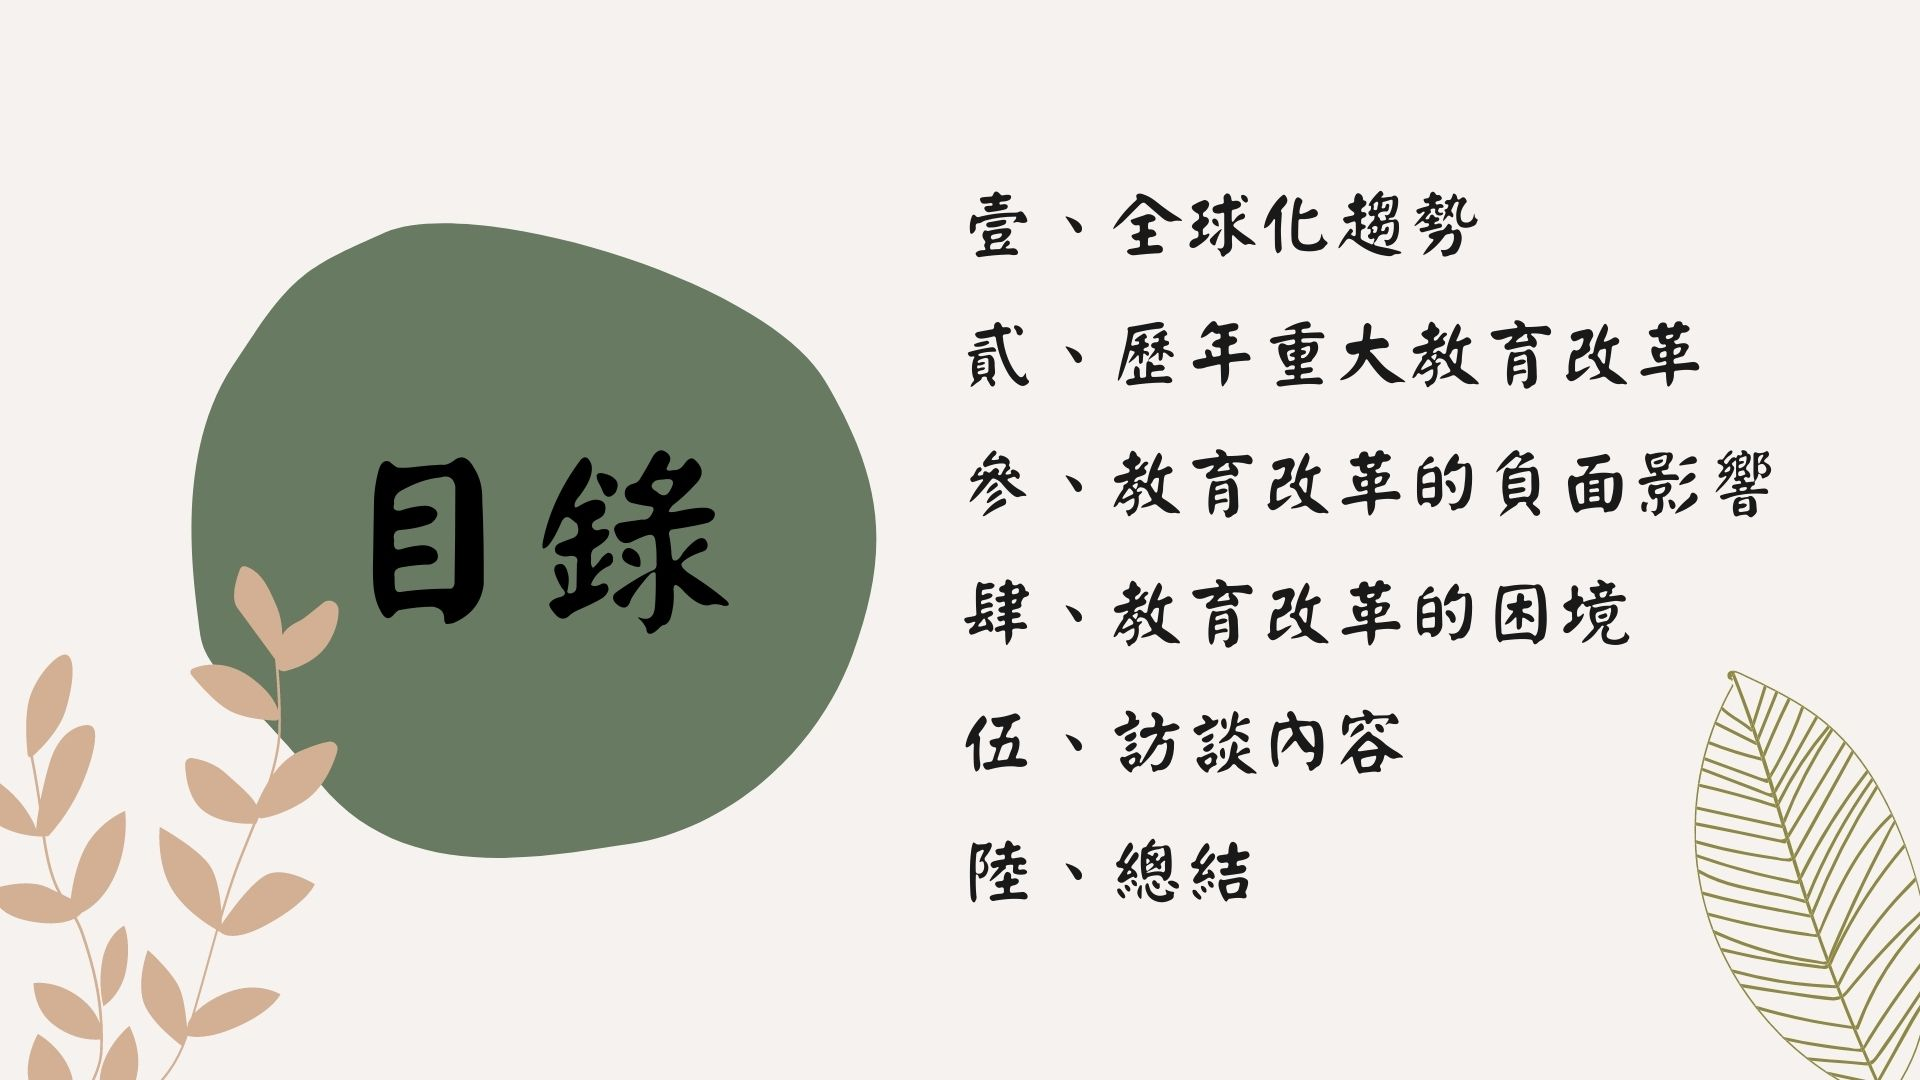 目錄
壹、全球化趨勢
貳、歷年重大教育改革
參、教育改革的負面影響
肆、教育改革的困境
伍、訪談內容
陸、總結